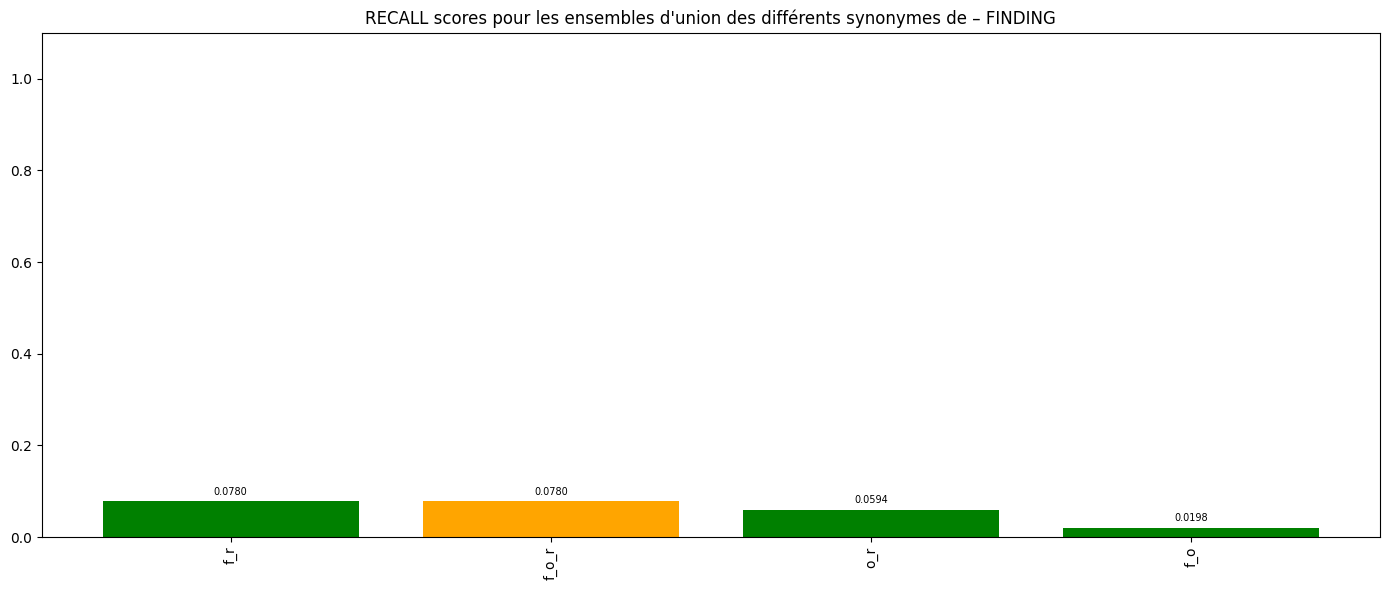 RECALL scores pour les ensembles d'union des différents synonymes de – FINDING
1.0
0.8
0.6
0.4
0.2
0.0
0.0780
0.0780
0.0594
0.0198
f_r
f_o_r
o_r
f_o